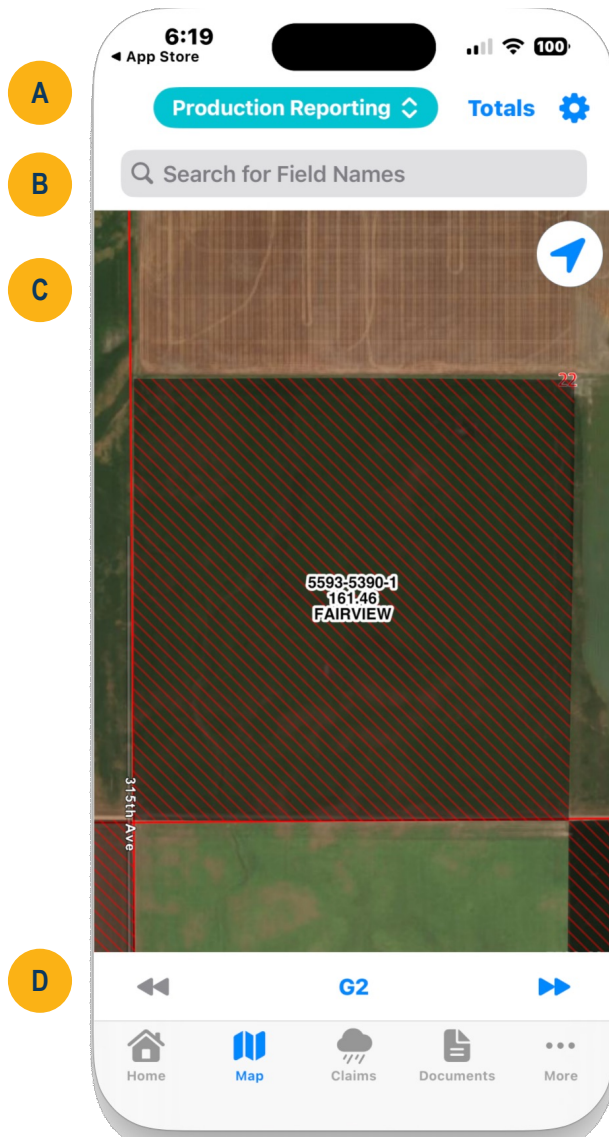 6:19
App Store
100
A
Production Reporting
Totals
B
Search for Field Names
C
22
5593-5390-1
161.46
FAIRVIEW
315th Ave
D
G2
Home
Map
Claims
Documents
More